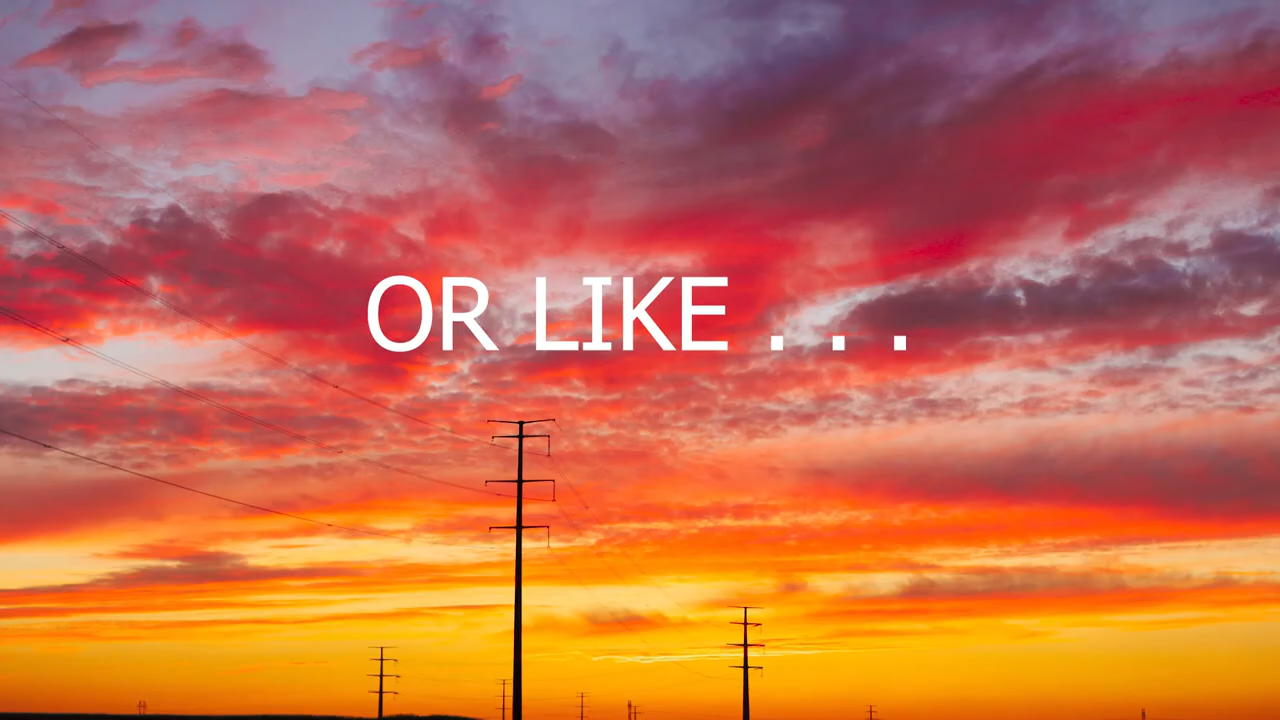 OR LIKE . . .